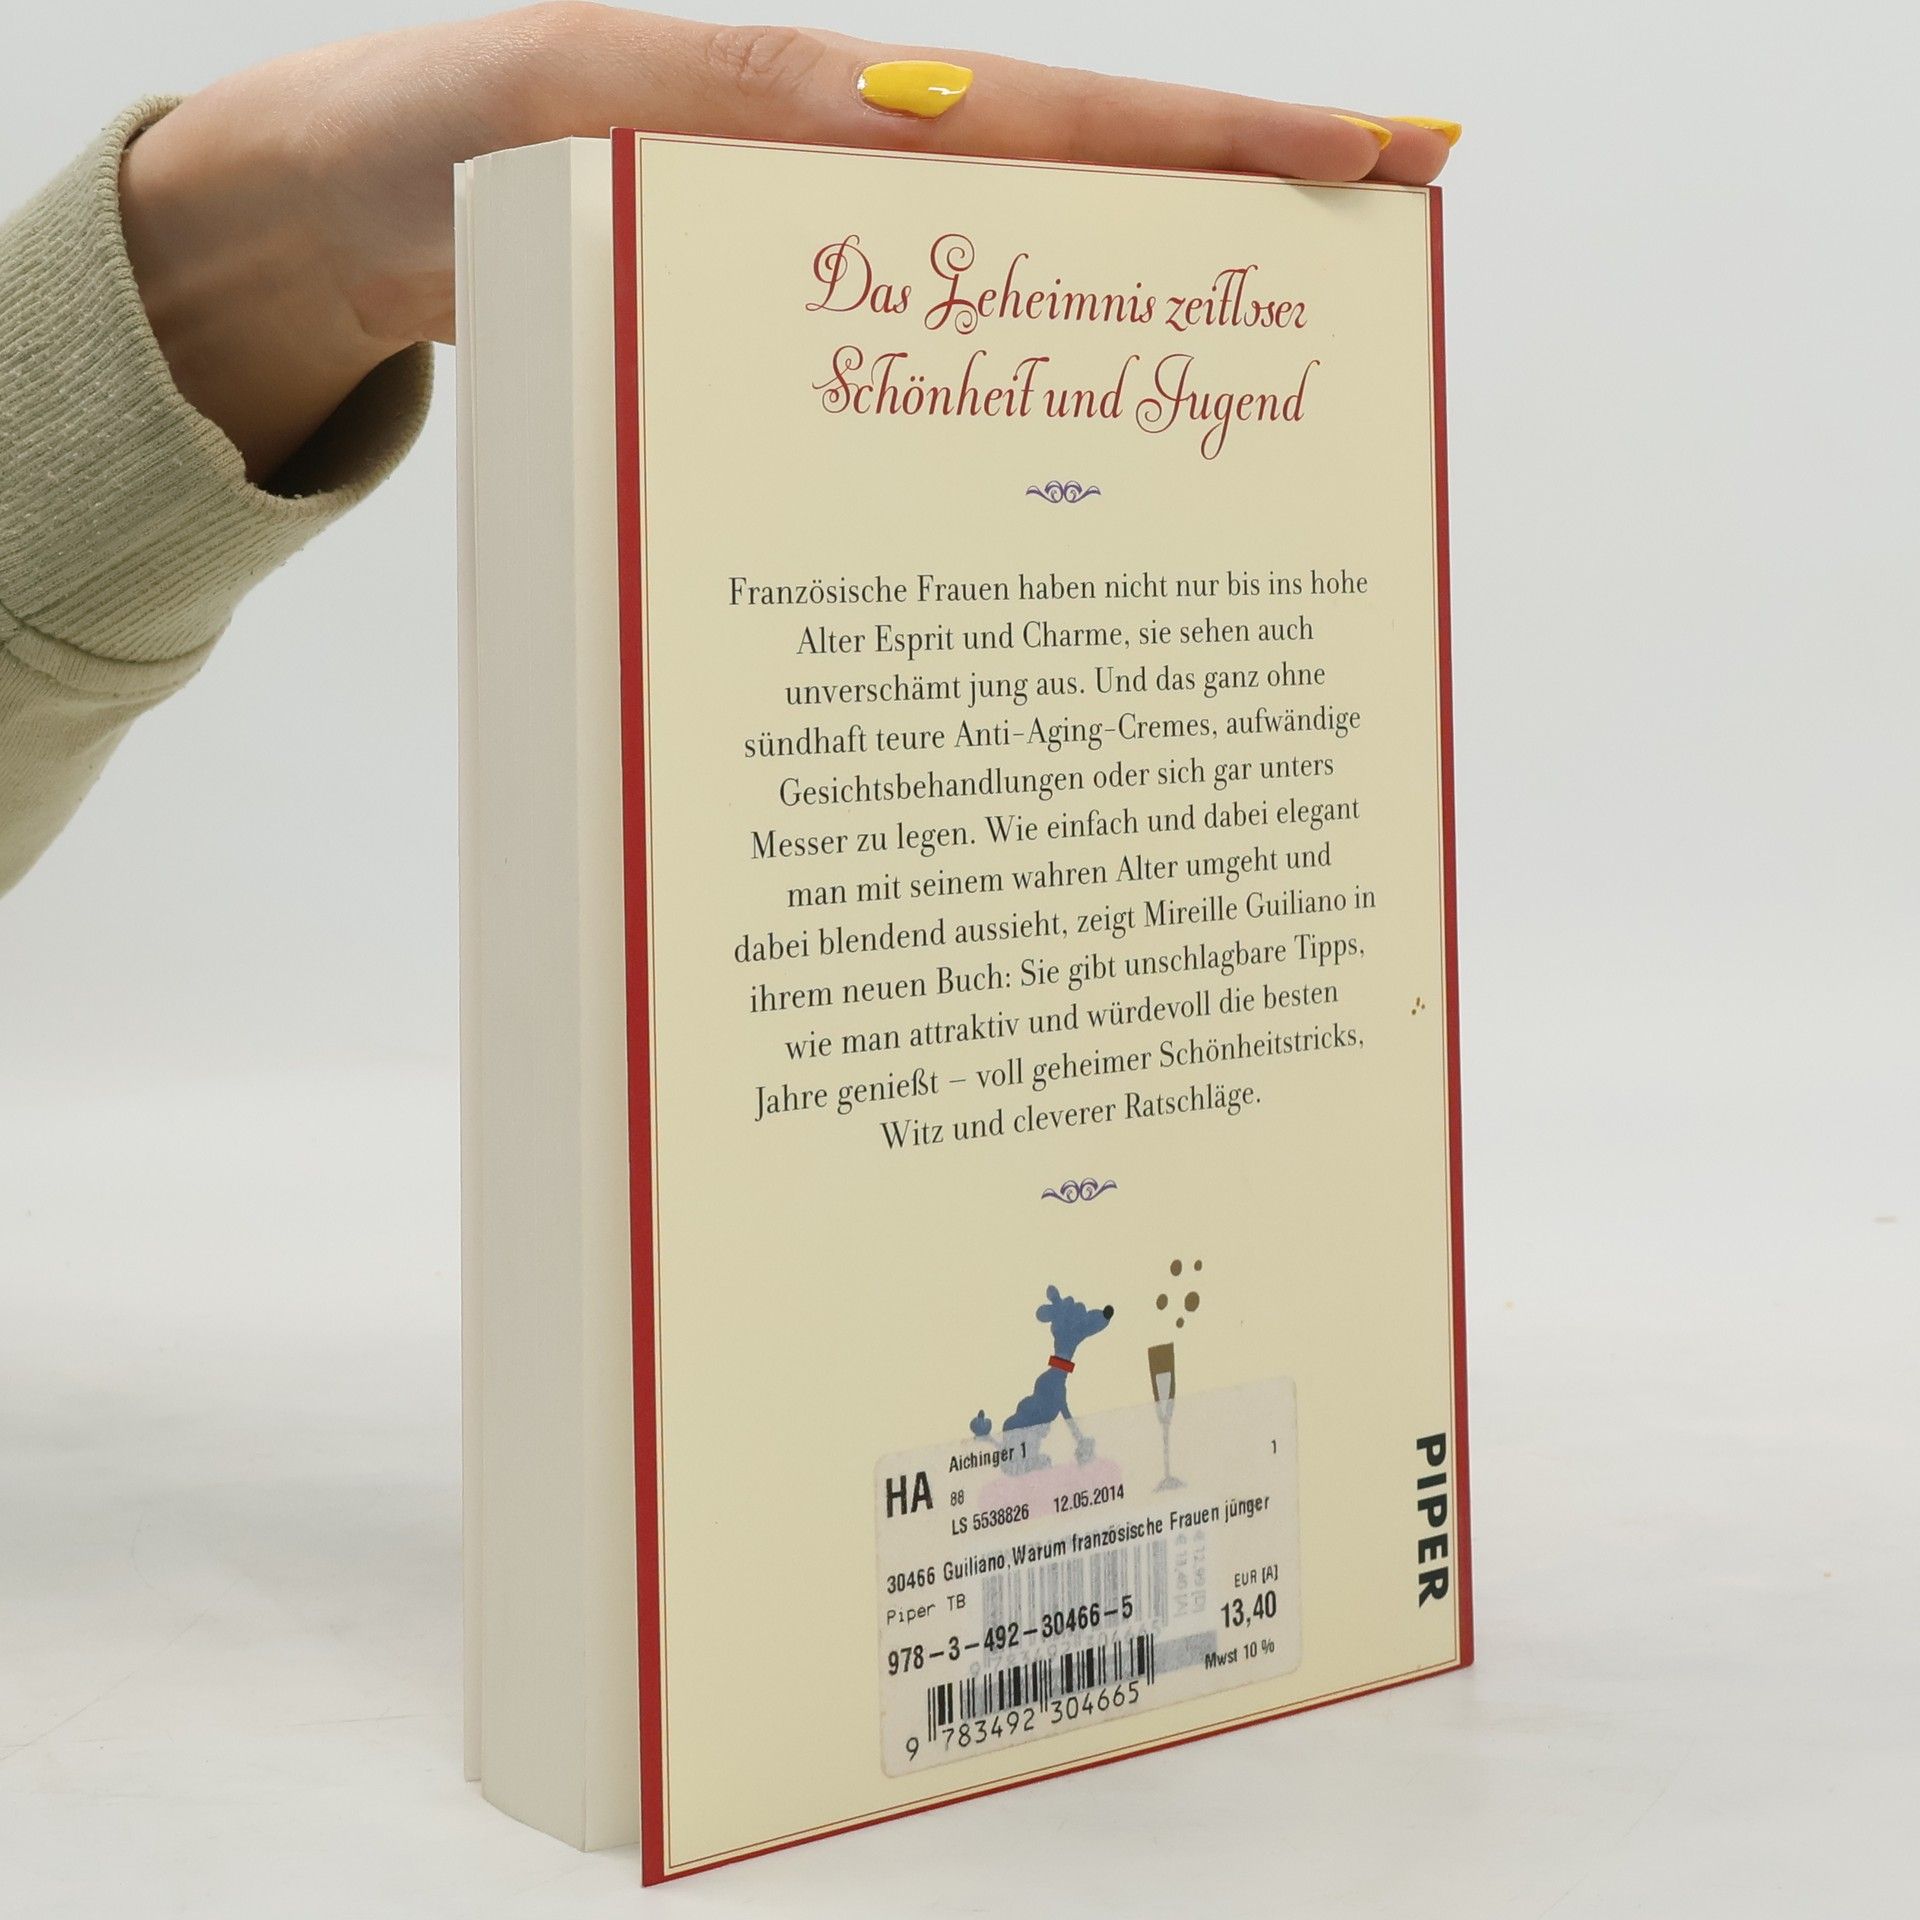 Das Geheimnis zeitloser
Schönheit und Jugend
Französische Frauen haben nicht nur bis ins hohe
Alter Esprit und Charme, sie sehen auch
unverschämt jung aus. Und das ganz ohne
sündhaft teure Anti-Aging-Cremes, aufwändige
Gesichtsbehandlungen oder sich gar unters
Messer zu legen. Wie einfach und dabei elegant
man mit seinem wahren Alter umgeht und
dabei blendend aussieht, zeigt Mireille Guiliano in
ihrem neuen Buch: Sie gibt unschlagbare Tipps,
wie man attraktiv und würdevoll die besten
Jahre genießt – voll geheimer Schönheitstricks,
Witz und cleverer Ratschläge.
HA Aichinger 1 1
88
LS 5538826 12.05.2014
30466 Guiliano,Warum französische Frauen jünger
Piper TB EUR [A]
978-3-492-30466-5 13,40
Mwst 10 %
9 783492 304665
PIPER